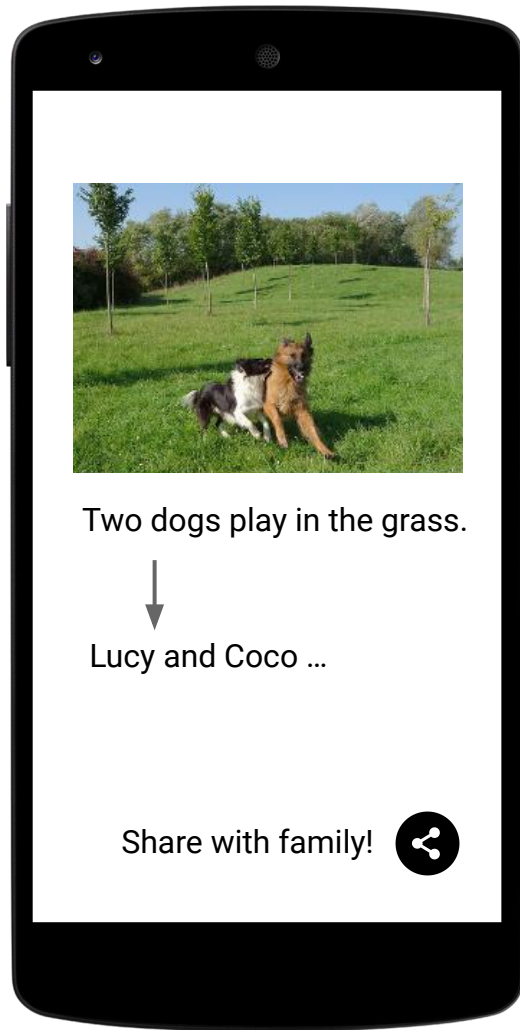 Two dogs play in the grass.
Lucy and Coco …
Share with family!